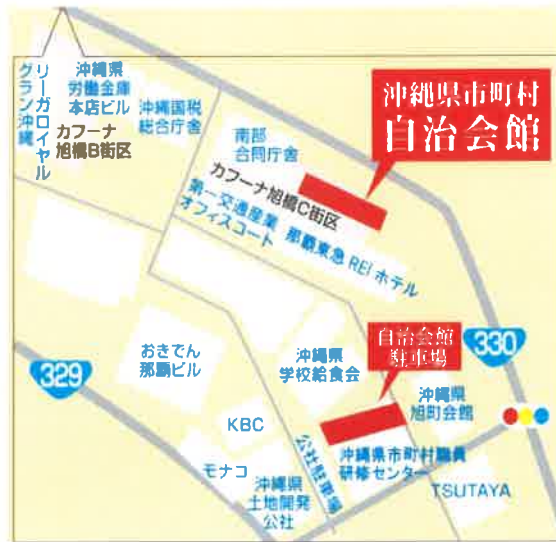 リーガロイヤル
グラン沖縄
沖縄県
労働金庫
本店ビル
カフーナ
旭橋B街区
沖縄国税
総合庁舎
南部
合同庁舎
沖縄県市町村
自治会館
カフーナ旭橋C街区
第一交通産業
オフィスコート
那覇東急 REI ホテル
おきでん
那覇ビル
沖縄県
学校給食会
自治会館
駐車場
330
329
沖縄県
旭町会館
KBC
モナコ
沖縄県
土地開発
公社
公社駐車場
沖縄県市町村職員
研修センター
TSUTAYA